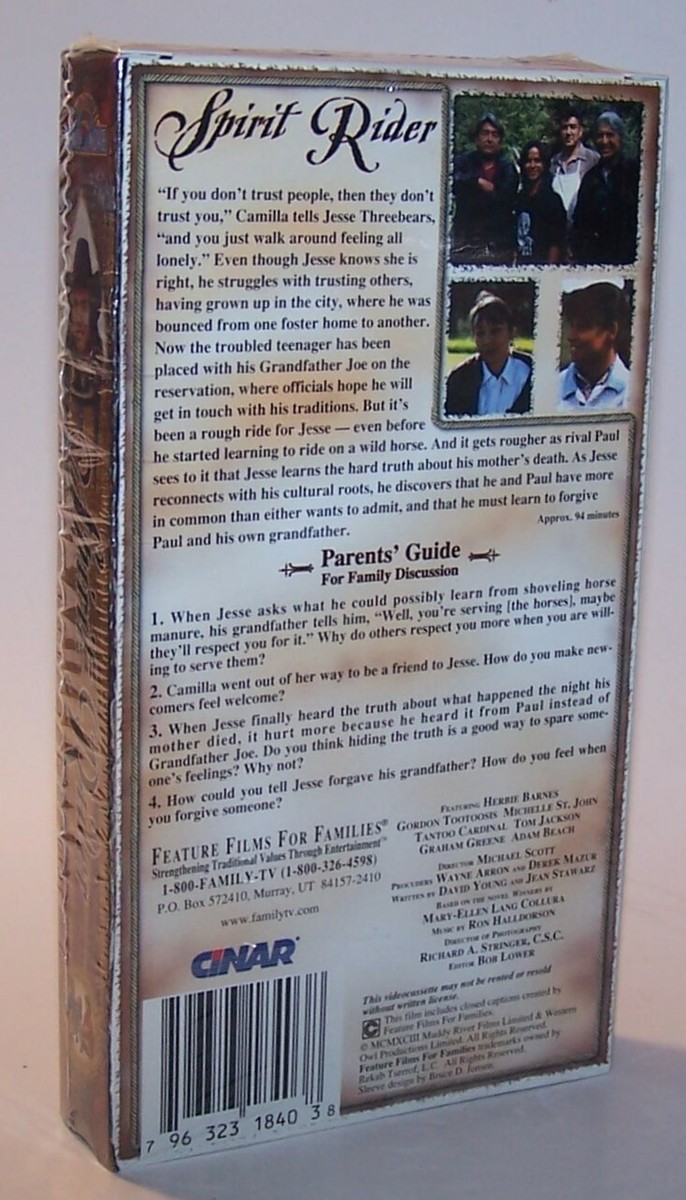 Spirit Rider
“If you don’t trust people, then they don’t
trust you,” Camilla tells Jesse Threebears,
“and you just walk around feeling all
lonely.” Even though Jesse knows she is
right, he struggles with trusting others,
having grown up in the city, where he was
bounced from one foster home to another.
Now the troubled teenager has been
placed with his Grandfather Joe on the
reservation, where officials hope he will
get in touch with his traditions. But it’s
been a rough ride for Jesse — even before
he started learning to ride on a wild horse. And it gets rougher as rival Paul
sees to it that Jesse learns the hard truth about his mother’s death. As Jesse
reconnects with his cultural roots, he discovers that he and Paul have more
in common than either wants to admit, and that he must learn to forgive
Paul and his own grandfather.
Approx. 94 minutes
Parents’ Guide
For Family Discussion
1. When Jesse asks what he could possibly learn from shoveling horse
manure, his grandfather tells him, “Well, you’re serving [the horses], maybe
they’ll respect you for it.” Why do others respect you more when you are will-
ing to serve them?
2. Camilla went out of her way to be a friend to Jesse. How do you make new-
comers feel welcome?
3. When Jesse finally heard the truth about what happened the night his
mother died, it hurt more because he heard it from Paul instead of
Grandfather Joe. Do you think hiding the truth is a good way to spare some-
one’s feelings? Why not?
4. How could you tell Jesse forgave his grandfather? How do you feel when
you forgive someone?
FEATURE FILMS FOR FAMILIES®
Strengthening Traditional Values Through Entertainment™
1-800-FAMILY-TV (1-800-326-4598)
P.O. Box 572410, Murray, UT 84157-2410
www.familytv.com
CINAR
FEATURING HERBIE BARNES
GORDON TOOTOOSIS MICHELLE ST. JOHN
TANTOO CARDINAL TOM JACKSON
GRAHAM GREENE ADAM BEACH
DIRECTOR MICHAEL SCOTT
PRODUCERS WAYNE ARRON AND DEREK MAZUR
WRITTEN BY DAVID YOUNG AND JEAN STAWARZ
BASED ON THE NOVEL WINNERS BY
MARY-ELLEN LANG COLLURA
MUSIC BY RON HALLDORSON
DIRECTOR OF PHOTOGRAPHY
RICHARD A. STRINGER, C.S.C.
EDITOR BOB LOWER
This videocassette may not be rented or resold
without written license.
This film includes closed captions created by
Feature Films For Families.
© MCMXCIII Muddy River Films Limited & Western
Owl Productions Limited. All Rights Reserved.
Feature Films For Families trademarks owned by
Rekab Tserrof, L.C. All Rights Reserved.
Sleeve design by Bruce D. Jensen.
7 96323 1840 3 8